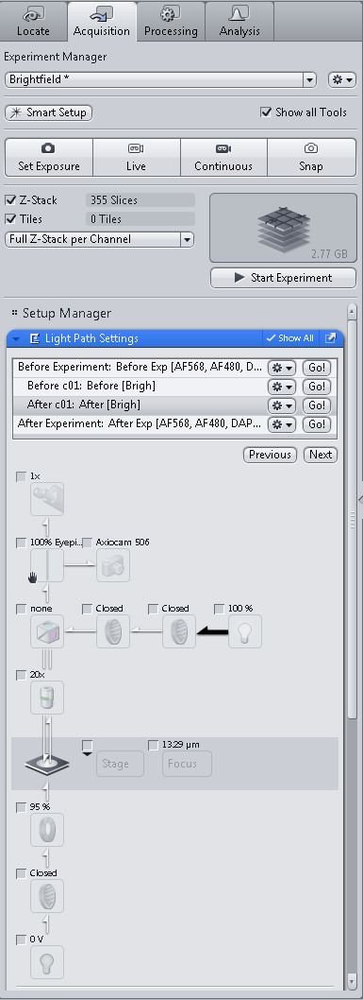 Locate Acquisition Processing Analysis
Experiment Manager
Brightfield *
Smart Setup Show all Tools
Set Exposure Live Continuous Snap
Z-Stack 355 Slices
Tiles 0 Tiles
Full Z-Stack per Channel
2.77 GB
Start Experiment
Setup Manager
Light Path Settings Show All
Before Experiment: Before Exp [AF568, AF480, D... Go!
Before c01: Before [Brigh] Go!
After c01: After [Brigh] Go!
After Experiment: After Exp [AF568, AF480, DAP... Go!
Previous Next
1x
100% Eyepi... Axiocam 506
none Closed Closed 100 %
20x
13.29 µm
Stage Focus
95 %
Closed
0 V